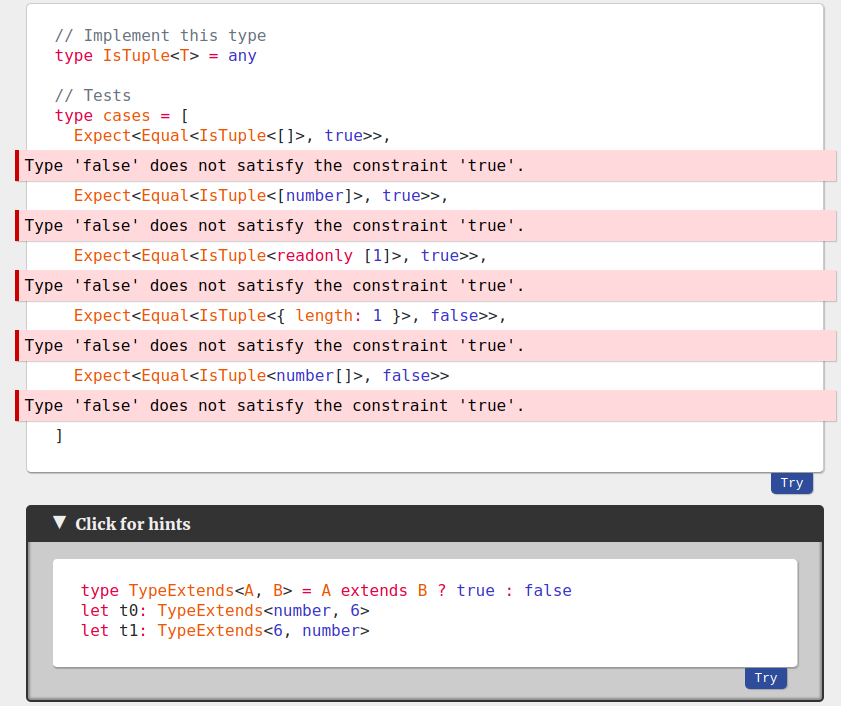 // Implement this type
type IsTuple<T> = any
// Tests
type cases = [
Expect<Equal<IsTuple<[]>, true>>,
Type 'false' does not satisfy the constraint 'true'.
Expect<Equal<IsTuple<[number]>, true>>,
Type 'false' does not satisfy the constraint 'true'.
Expect<Equal<IsTuple<readonly [1]>, true>>,
Type 'false' does not satisfy the constraint 'true'.
Expect<Equal<IsTuple<{ length: 1 }>, false>>,
Type 'false' does not satisfy the constraint 'true'.
Expect<Equal<IsTuple<number[]>, false>>
Type 'false' does not satisfy the constraint 'true'.
]
Try
▼ Click for hints
type TypeExtends<A, B> = A extends B ? true : false
let t0: TypeExtends<number, 6>
let t1: TypeExtends<6, number>
Try